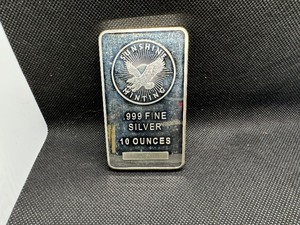 SUNSHINE
MINTING
.999 FINE
SILVER
10 OUNCES